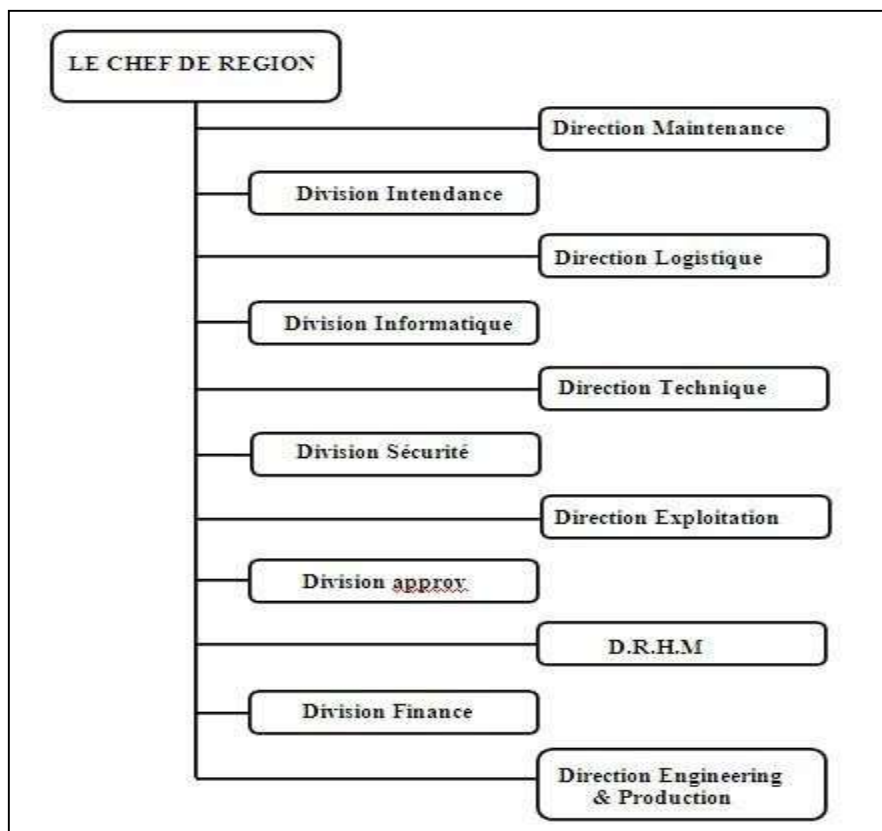 LE CHEF DE REGION
Direction Maintenance
Division Intendance
Direction Logistique
Division Informatique
Direction Technique
Division Sécurité
Direction Exploitation
Division approv
D.R.H.M
Division Finance
Direction Engineering
& Production